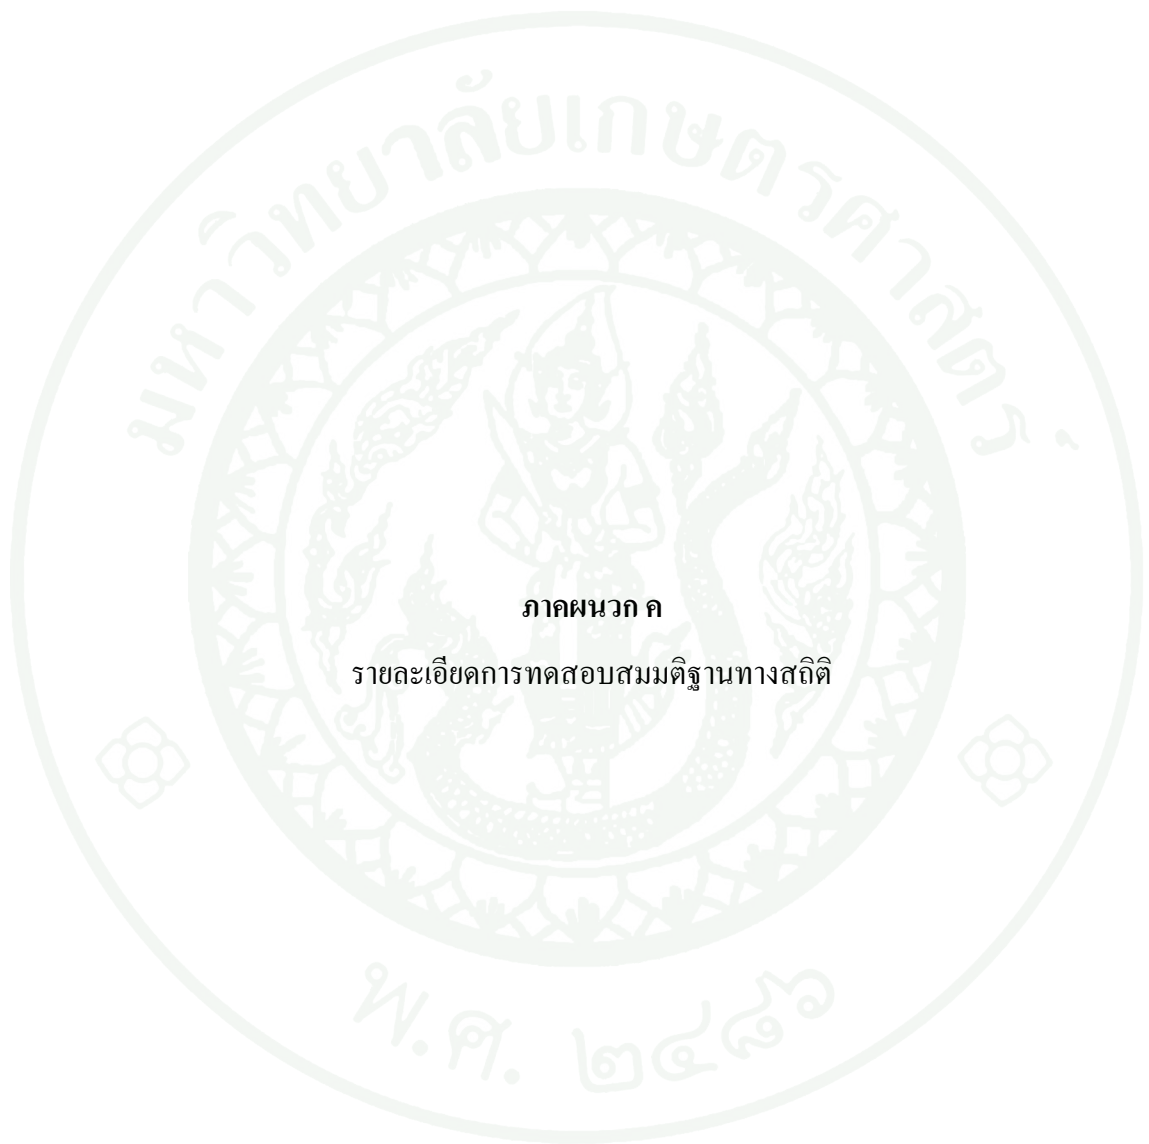 มหาวิทยาลัยเกษตรศาสตร์
ภาคผนวก ค
รายละเอียดการทดสอบสมมติฐานทางสถิติ
พ.ศ. ๒๔๘๖